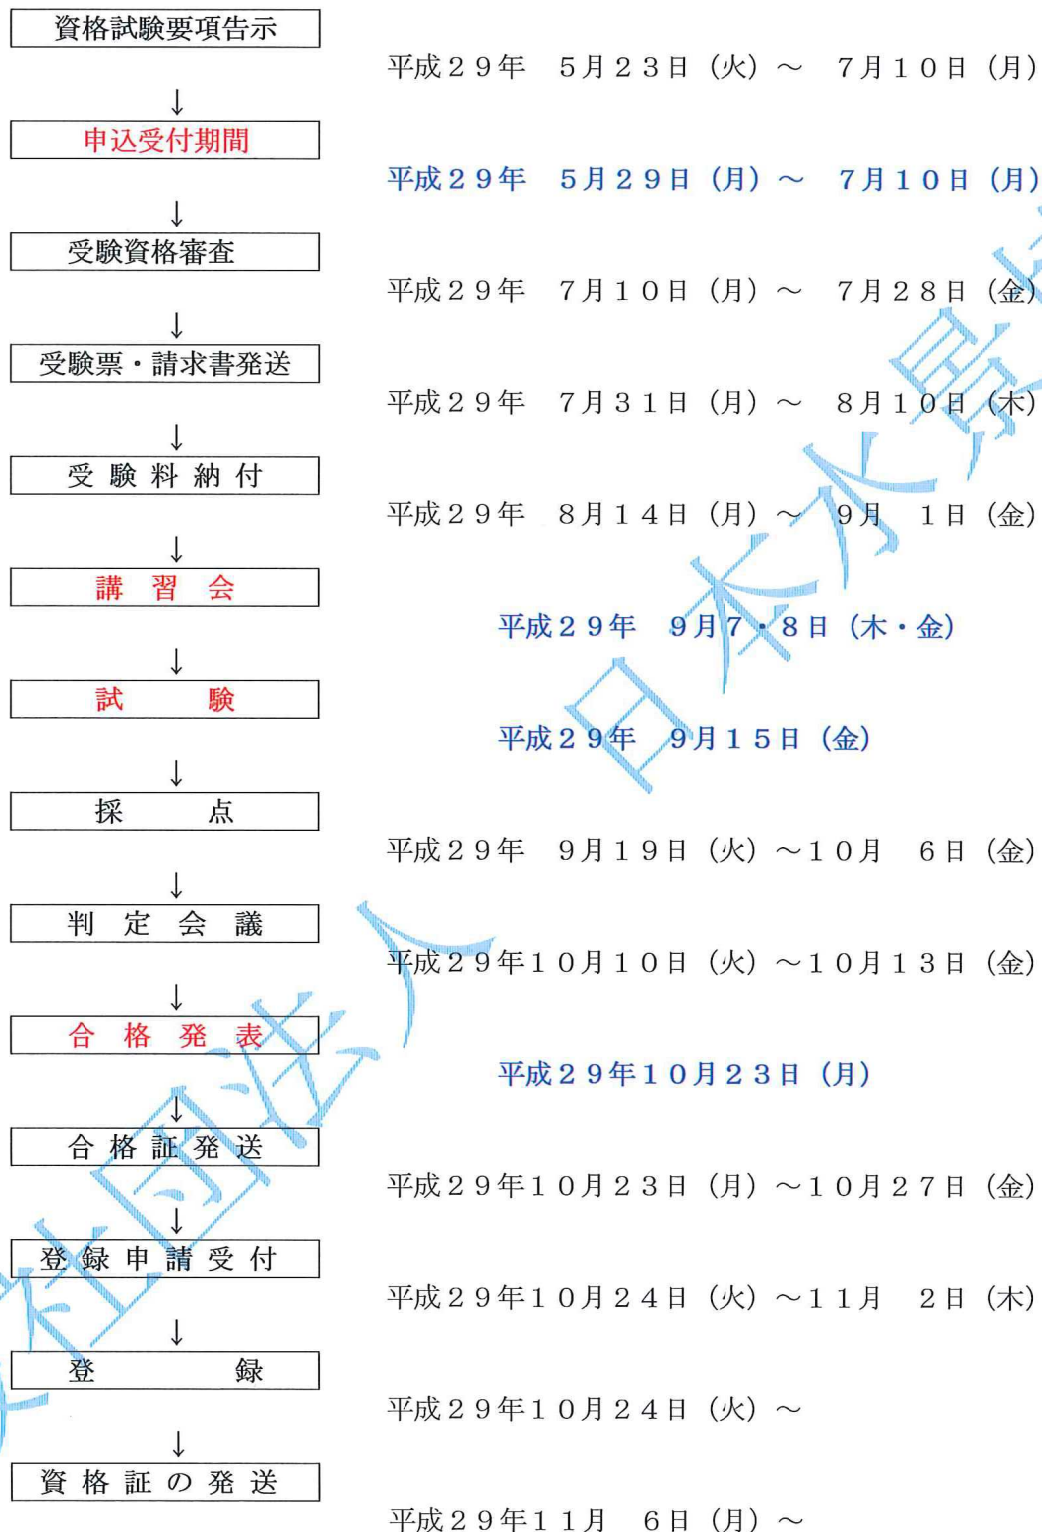 資格試験要項告示
平成２９年　５月２３日（火）～　７月１０日（月）
↓
申込受付期間
平成２９年　５月２９日（月）～　７月１０日（月）
↓
受験資格審査
平成２９年　７月１０日（月）～　７月２８日（金）
↓
受験票・請求書発送
平成２９年　７月３１日（月）～　８月１０日（木）
↓
受 験 料 納 付
平成２９年　８月１４日（月）～　９月　１日（金）
↓
講　習　会
平成２９年　９月７・８日（木・金）
↓
試　　　験
平成２９年　９月１５日（金）
↓
採　　　点
平成２９年　９月１９日（火）～１０月　６日（金）
↓
判　定　会　議
平成２９年１０月１０日（火）～１０月１３日（金）
↓
合　格　発　表
平成２９年１０月２３日（月）
↓
合 格 証 発 送
平成２９年１０月２３日（月）～１０月２７日（金）
↓
登 録 申 請 受 付
平成２９年１０月２４日（火）～１１月　２日（木）
↓
登　　　　　録
平成２９年１０月２４日（火）～
↓
資 格 証 の 発 送
平成２９年１１月　６日（月）～
社団法人
日本水景